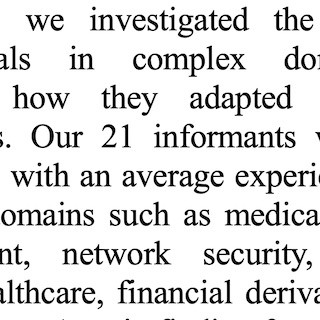 we investigated the
als in complex do
how they adapted
s. Our 21 informants
with an average experi
omains such as medica
nt, network security,
althcare, financial deriva